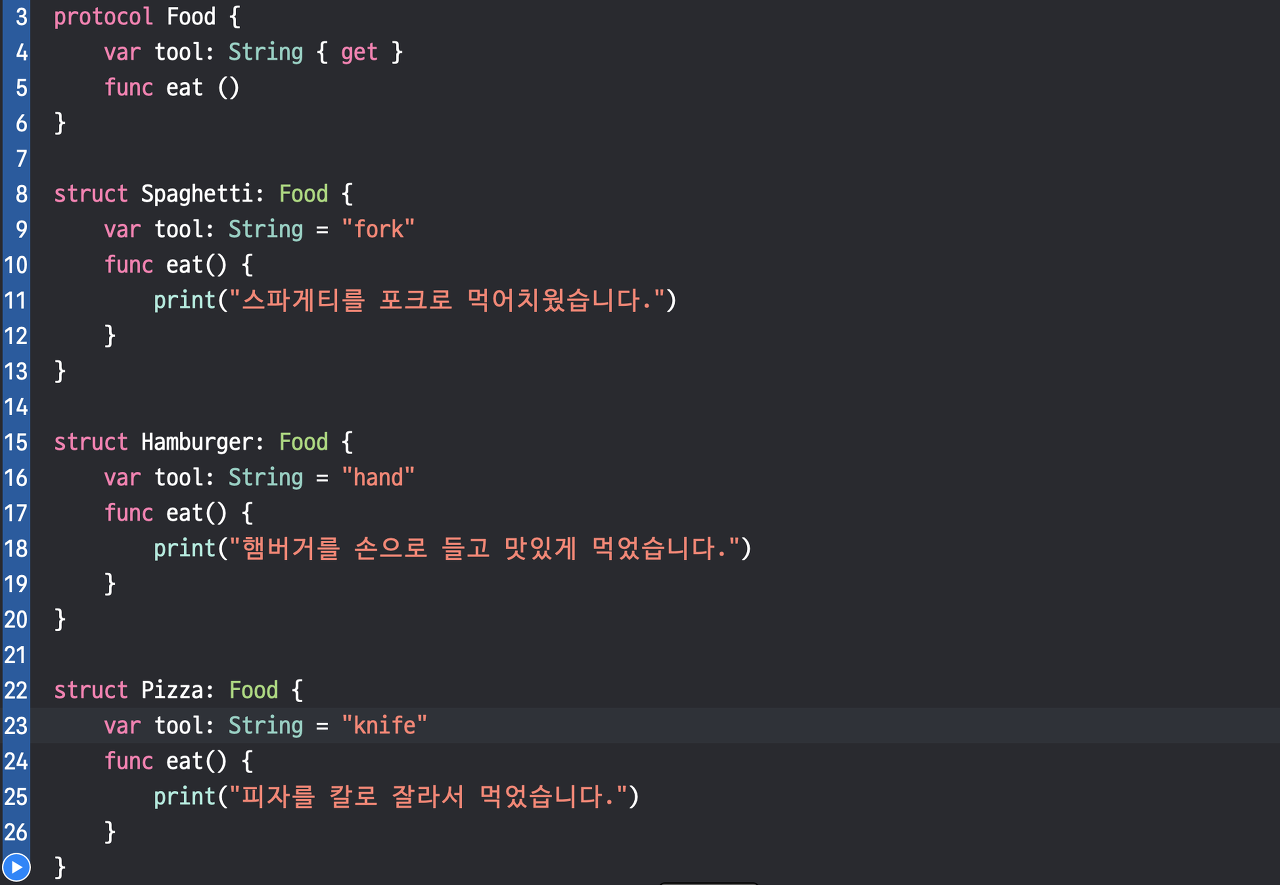 3 protocol Food {
4     var tool: String { get }
5     func eat ()
6 }
7
8 struct Spaghetti: Food {
9     var tool: String = "fork"
10     func eat() {
11         print("스파게티를 포크로 먹어치웠습니다.")
12     }
13 }
14
15 struct Hamburger: Food {
16     var tool: String = "hand"
17     func eat() {
18         print("햄버거를 손으로 들고 맛있게 먹었습니다.")
19     }
20 }
21
22 struct Pizza: Food {
23     var tool: String = "knife"
24     func eat() {
25         print("피자를 칼로 잘라서 먹었습니다.")
26     }
}